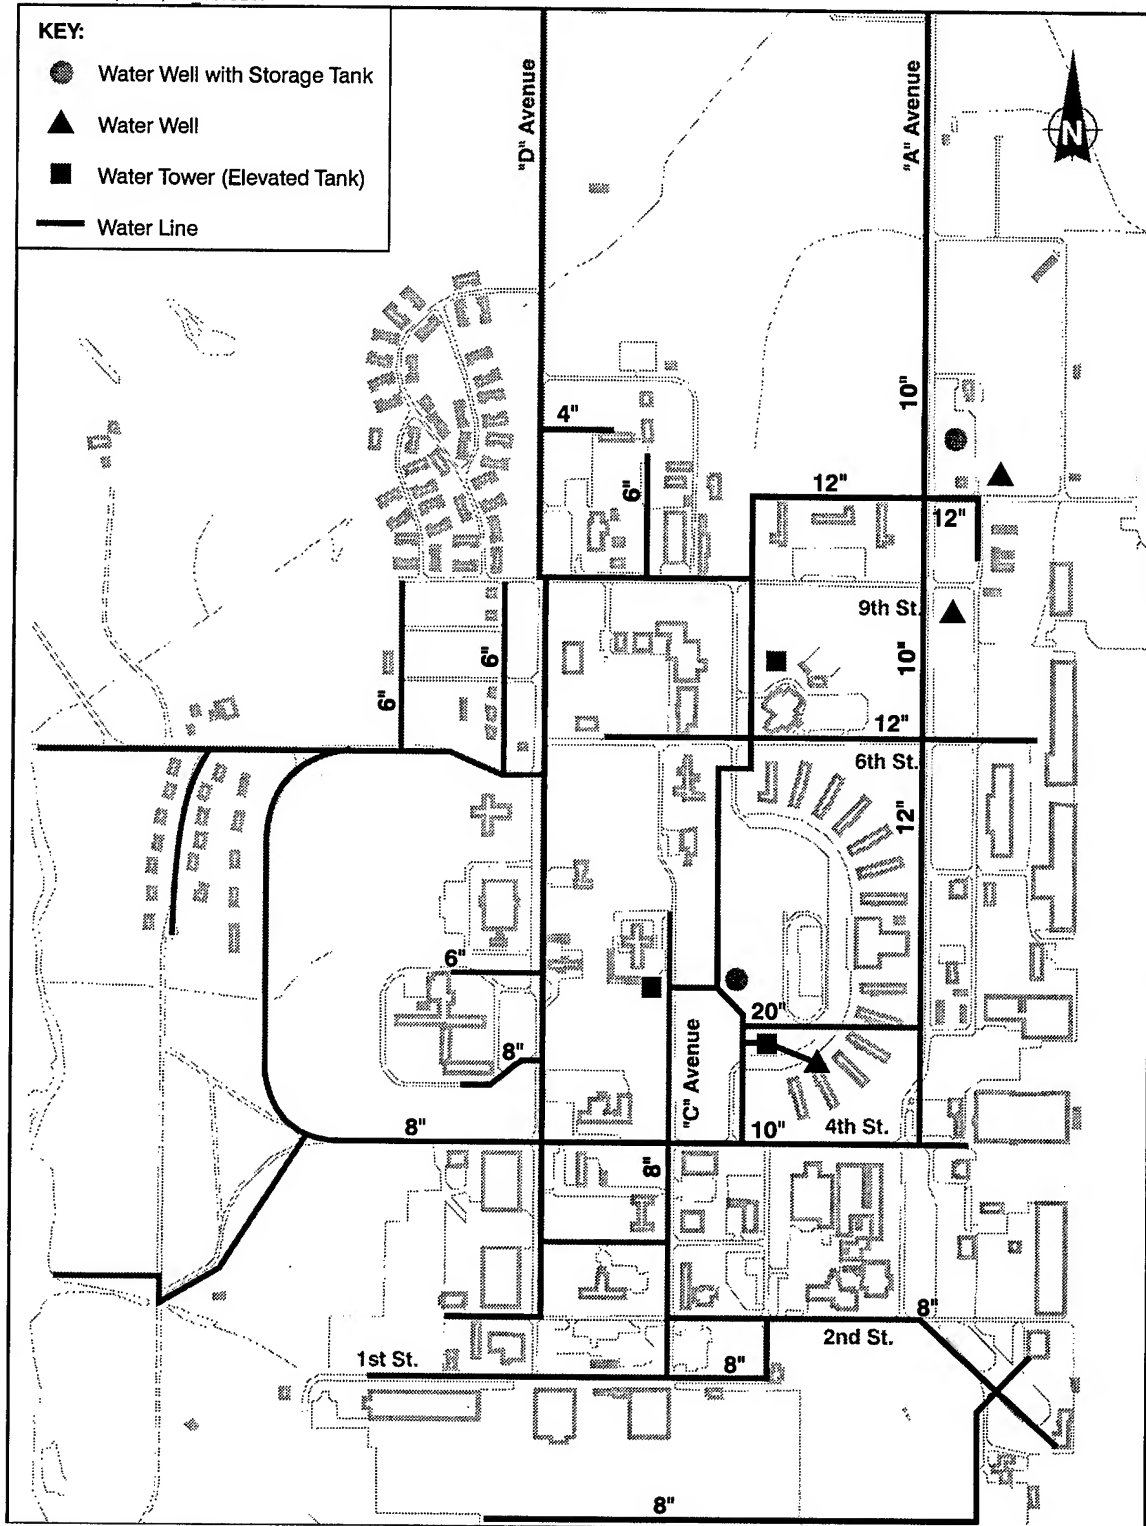 KEY:
Water Well with Storage Tank
Water Well
Water Tower (Elevated Tank)
Water Line
"D" Avenue
"A" Avenue
N
10"
4"
6"
12"
12"
9th St.
6"
10"
6"
12"
6th St.
12"
6"
20"
"C" Avenue
8"
8"
10"
4th St.
8"
8"
2nd St.
1st St.
8"
8"